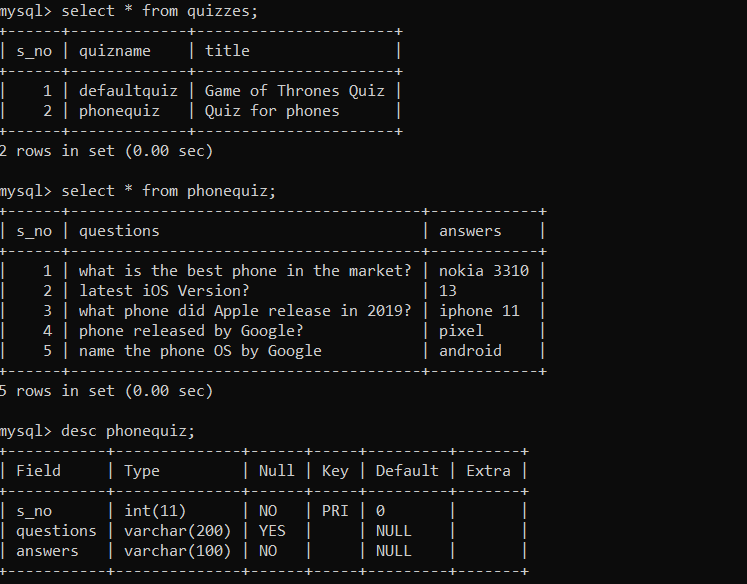 mysql> select * from quizzes;
+------+-------------+----------------------+
| s_no | quizname    | title                |
+------+-------------+----------------------+
|    1 | defaultquiz | Game of Thrones Quiz |
|    2 | phonequiz   | Quiz for phones      |
+------+-------------+----------------------+
2 rows in set (0.00 sec)
mysql> select * from phonequiz;
+------+---------------------------------------+------------+
| s_no | questions                             | answers    |
+------+---------------------------------------+------------+
|    1 | what is the best phone in the market? | nokia 3310 |
|    2 | latest iOS Version?                   | 13         |
|    3 | what phone did Apple release in 2019? | iphone 11  |
|    4 | phone released by Google?             | pixel      |
|    5 | name the phone OS by Google           | android    |
+------+---------------------------------------+------------+
5 rows in set (0.00 sec)
mysql> desc phonequiz;
+-----------+--------------+------+-----+---------+-------+
| Field     | Type         | Null | Key | Default | Extra |
+-----------+--------------+------+-----+---------+-------+
| s_no      | int(11)      | NO   | PRI | 0       |       |
| questions | varchar(200) | YES  |     | NULL    |       |
| answers   | varchar(100) | NO   |     | NULL    |       |
+-----------+--------------+------+-----+---------+-------+